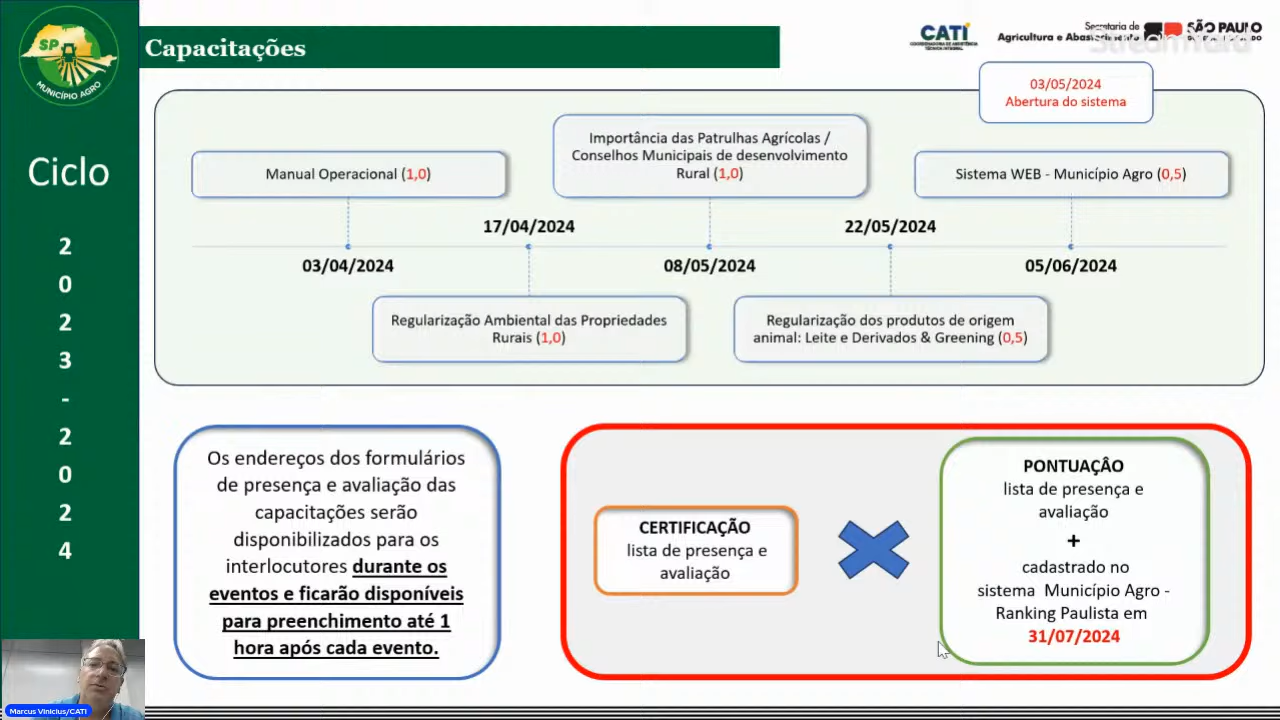 SP
MUNICÍPIO AGRO
Capacitações
CATI
COORDENADORIA DE ASSISTÊNCIA
TÉCNICA INTEGRAL
Secretaria de
Agricultura e Abastecimento
SÃO PAULO
Ciclo
2
0
2
3
-
2
0
2
4
03/05/2024
Abertura do sistema
Manual Operacional (1,0)
Importância das Patrulhas Agrícolas /
Conselhos Municipais de desenvolvimento
Rural (1,0)
Sistema WEB - Município Agro (0,5)
17/04/2024
22/05/2024
03/04/2024
08/05/2024
05/06/2024
Regularização Ambiental das Propriedades
Rurais (1,0)
Regularização dos produtos de origem
animal: Leite e Derivados & Greening (0,5)
Os endereços dos formulários
de presença e avaliação das
capacitações serão
disponibilizados para os
interlocutores durante os
eventos e ficarão disponíveis
para preenchimento até 1
hora após cada evento.
CERTIFICAÇÃO
lista de presença e
avaliação
PONTUAÇÂO
lista de presença e
avaliação
+
cadastrado no
sistema Município Agro -
Ranking Paulista em
31/07/2024
Marcus Vinicius/CATI